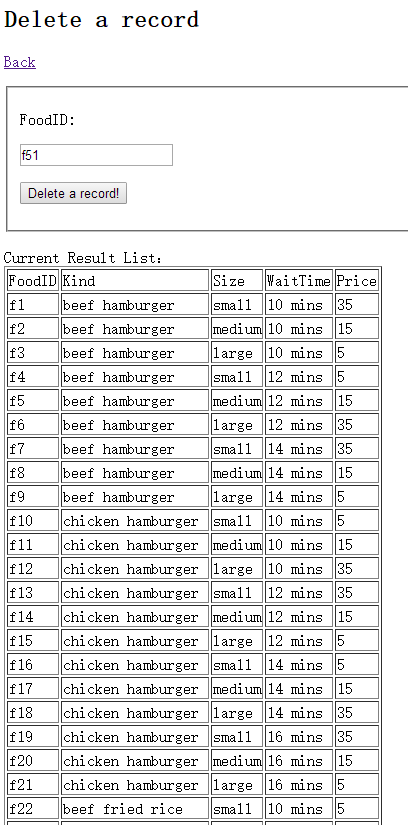 Delete a record
Back
FoodID:
f51
Delete a record!
Current Result List:
FoodID Kind Size WaitTime Price
f1 beef hamburger small 10 mins 35
f2 beef hamburger medium 10 mins 15
f3 beef hamburger large 10 mins 5
f4 beef hamburger small 12 mins 5
f5 beef hamburger medium 12 mins 15
f6 beef hamburger large 12 mins 35
f7 beef hamburger small 14 mins 35
f8 beef hamburger medium 14 mins 15
f9 beef hamburger large 14 mins 5
f10 chicken hamburger small 10 mins 5
f11 chicken hamburger medium 10 mins 15
f12 chicken hamburger large 10 mins 35
f13 chicken hamburger small 12 mins 35
f14 chicken hamburger medium 12 mins 15
f15 chicken hamburger large 12 mins 5
f16 chicken hamburger small 14 mins 5
f17 chicken hamburger medium 14 mins 15
f18 chicken hamburger large 14 mins 35
f19 chicken hamburger small 16 mins 35
f20 chicken hamburger medium 16 mins 15
f21 chicken hamburger large 16 mins 5
f22 beef fried rice small 10 mins 5